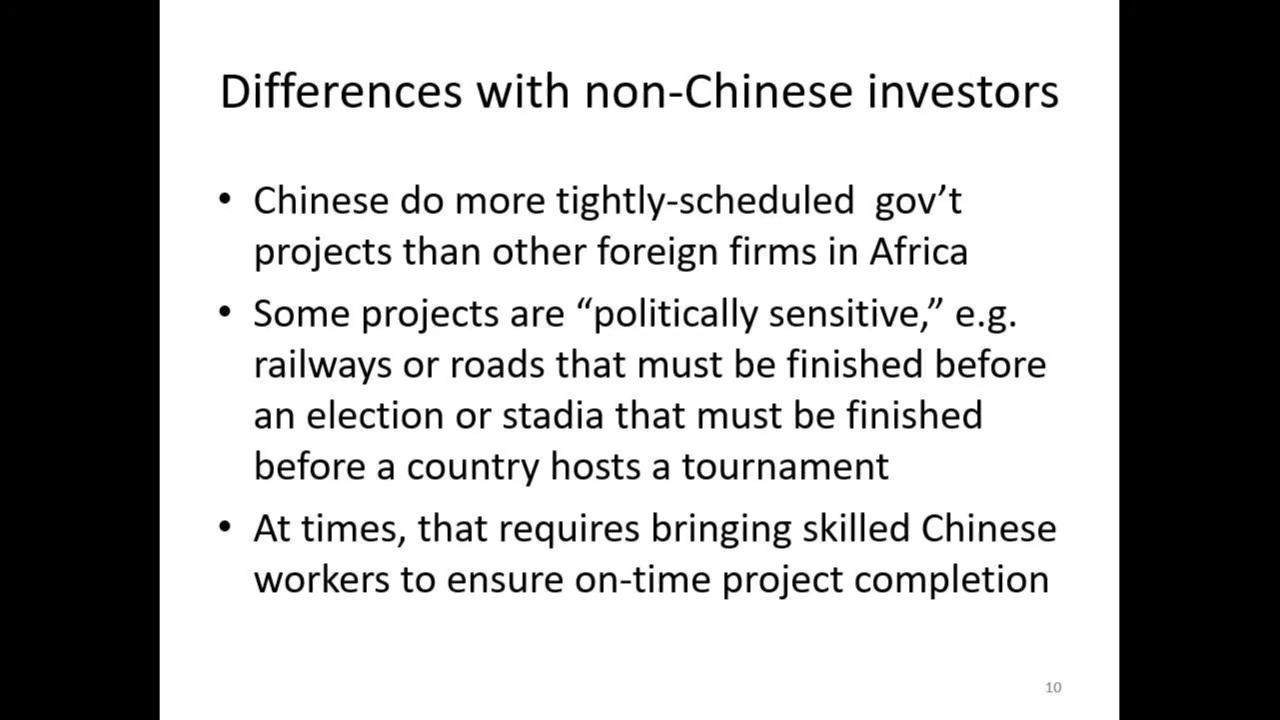 Differences with non-Chinese investors
• Chinese do more tightly-scheduled  gov’t
projects than other foreign firms in Africa
• Some projects are “politically sensitive,” e.g.
railways or roads that must be finished before
an election or stadia that must be finished
before a country hosts a tournament
• At times, that requires bringing skilled Chinese
workers to ensure on-time project completion
10